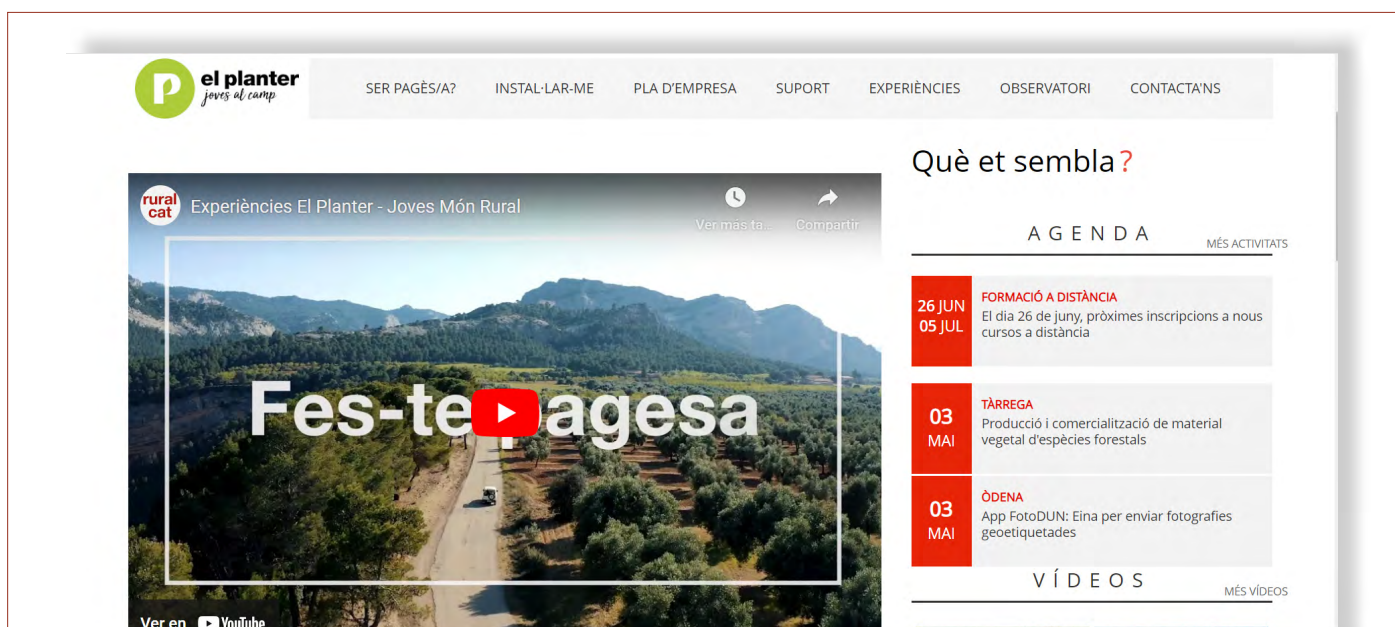 el planter
joves al camp
SER PAGÈS/A?
INSTAL·LAR-ME
PLA D'EMPRESA
SUPORT
EXPERIÈNCIES
OBSERVATORI
CONTACTA'NS
rural
cat
Experiències El Planter - Joves Món Rural
Ver más ta...
Compartir
Fes-te pagesa
Ver en YouTube
Què et sembla?
AGENDA
MÉS ACTIVITATS
26 JUN
05 JUL
FORMACIÓ A DISTÀNCIA
El dia 26 de juny, pròximes inscripcions a nous
cursos a distància
03
MAI
TÀRREGA
Producció i comercialització de material
vegetal d'espècies forestals
03
MAI
ÒDENA
App FotoDUN: Eina per enviar fotografies
geoetiquetades
VÍDEOS
MÉS VÍDEOS